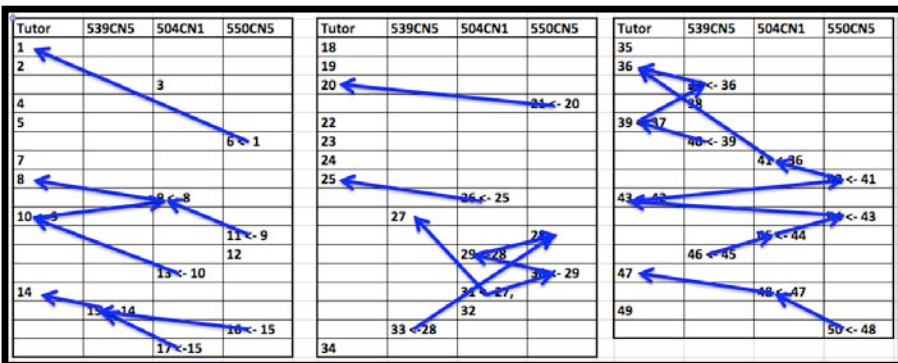 Tutor 539CN5 504CN1 550CN5
1
2
3
4
5
6 <- 1
7
8
9 <- 8
10 <- 9
11 <- 9
12
13 <- 10
14
15 <- 14
16 <- 15
17 <-15
Tutor 539CN5 504CN1 550CN5
18
19
20
21 <- 20
22
23
24
25
26 <- 25
27
28
29 <-28
30 <- 29
31 <-27,
32
33 <-28
34
Tutor 539CN5 504CN1 550CN5
35
36
<- 36
38
39 <- 37
40 <- 39
41 <-36
<- 41
43 <- 42
<- 43
<- 44
46 <- 45
47
48 <-47
49
50 <- 48